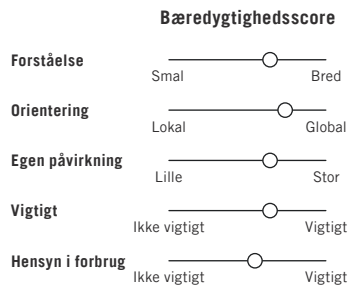 Bæredygtighedsscore
Forståelse
Smal Bred
Orientering
Lokal Global
Egen påvirkning
Lille Stor
Vigtigt
Ikke vigtigt Vigtigt
Hensyn i forbrug
Ikke vigtigt Vigtigt